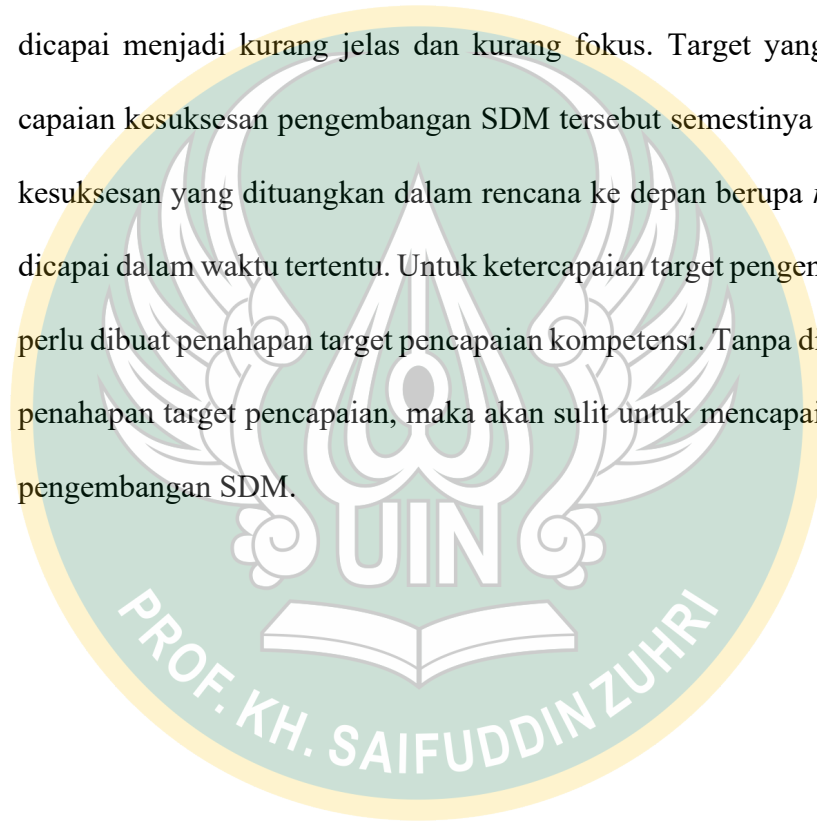 dicapai menjadi kurang jelas dan kurang fokus. Target yang
capaian kesuksesan pengembangan SDM tersebut semestinya
kesuksesan yang dituangkan dalam rencana ke depan berupa
dicapai dalam waktu tertentu. Untuk ketercapaian target
perlu dibuat penahapan target pencapaian kompetensi. Tanpa
penahapan target pencapaian, maka akan sulit untuk mencapai
pengembangan SDM.
UIN
PROF. KH. SAIFUDDIN ZUHRI